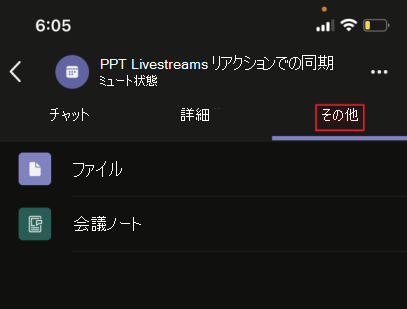 6:05
PPT Livestreams リアクションでの同期
ミュート状態
チャット 詳細 その他
ファイル
会議ノート